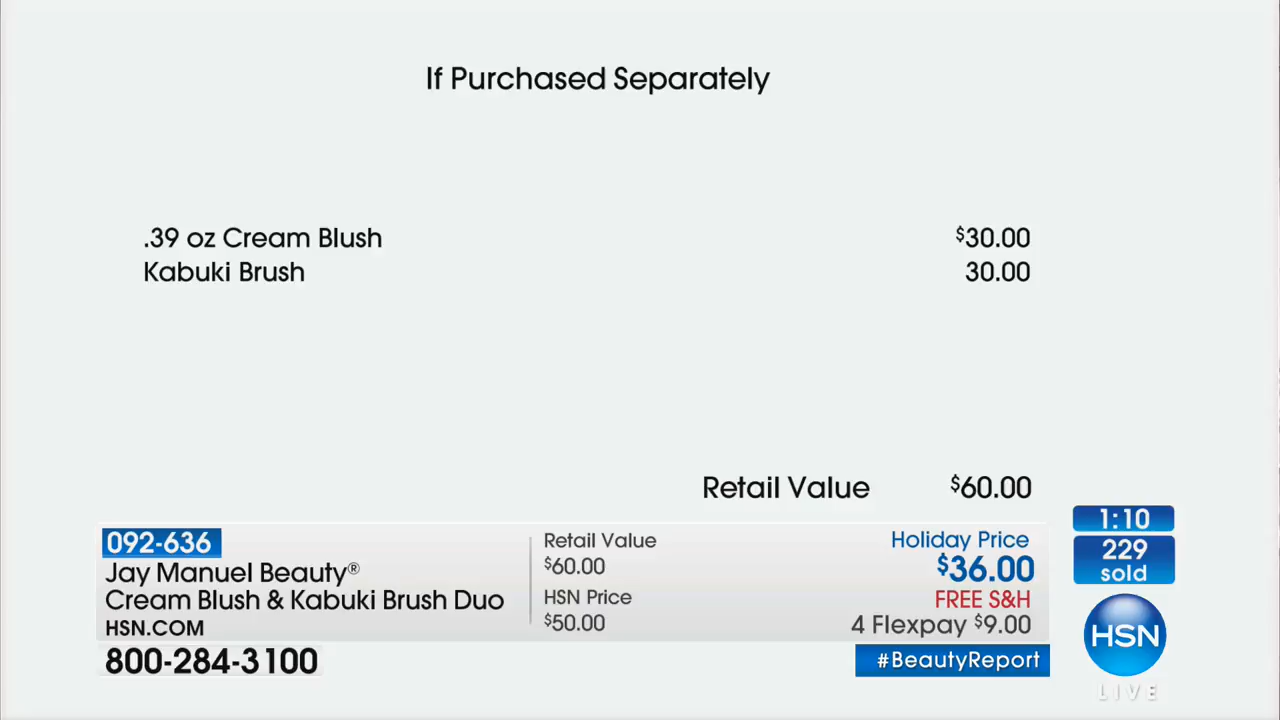 If Purchased Separately
.39 oz Cream Blush $30.00
Kabuki Brush 30.00
Retail Value $60.00
092-636
Jay Manuel Beauty®
Cream Blush & Kabuki Brush Duo
HSN.COM
800-284-3100
Retail Value
$60.00
HSN Price
$50.00
Holiday Price
$36.00
FREE S&H
4 Flexpay $9.00
#BeautyReport
1:10
229
sold
HSN
LIVE